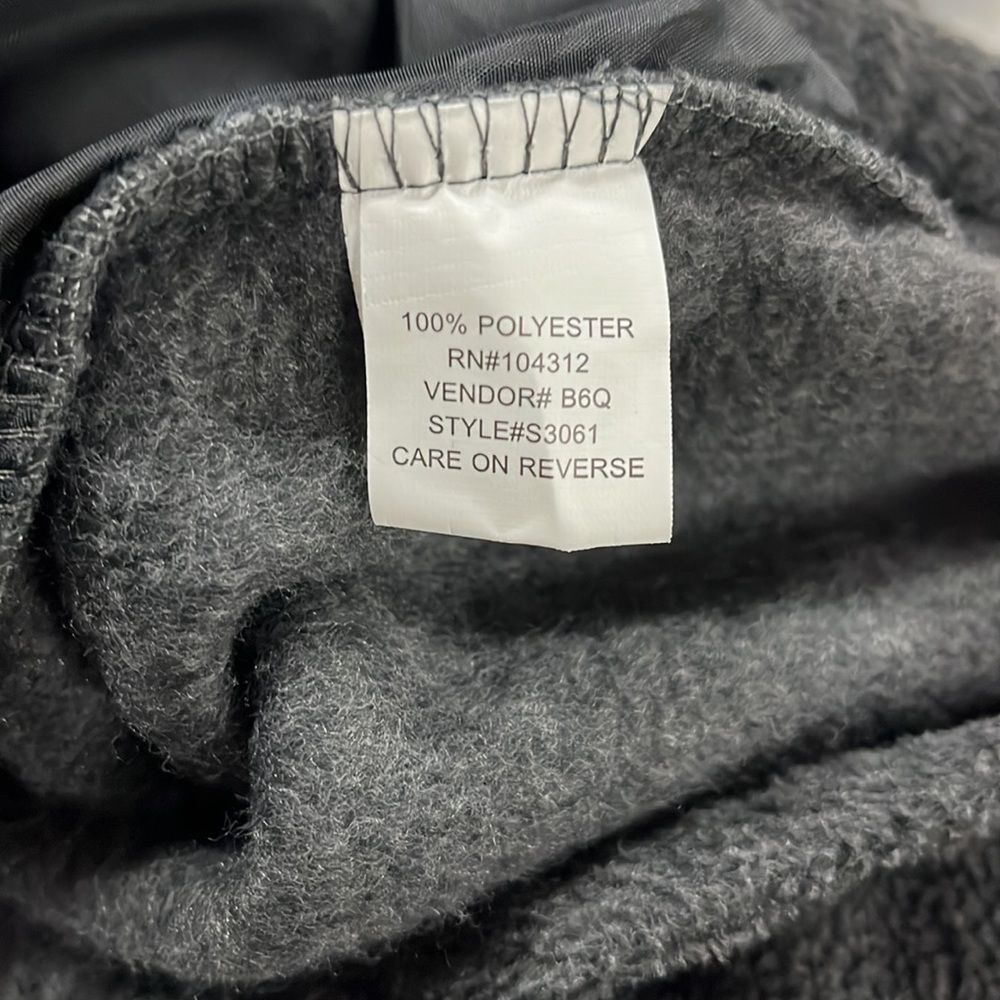 100% POLYESTER
RN#104312
VENDOR# B6Q
STYLE#S3061
CARE ON REVERSE